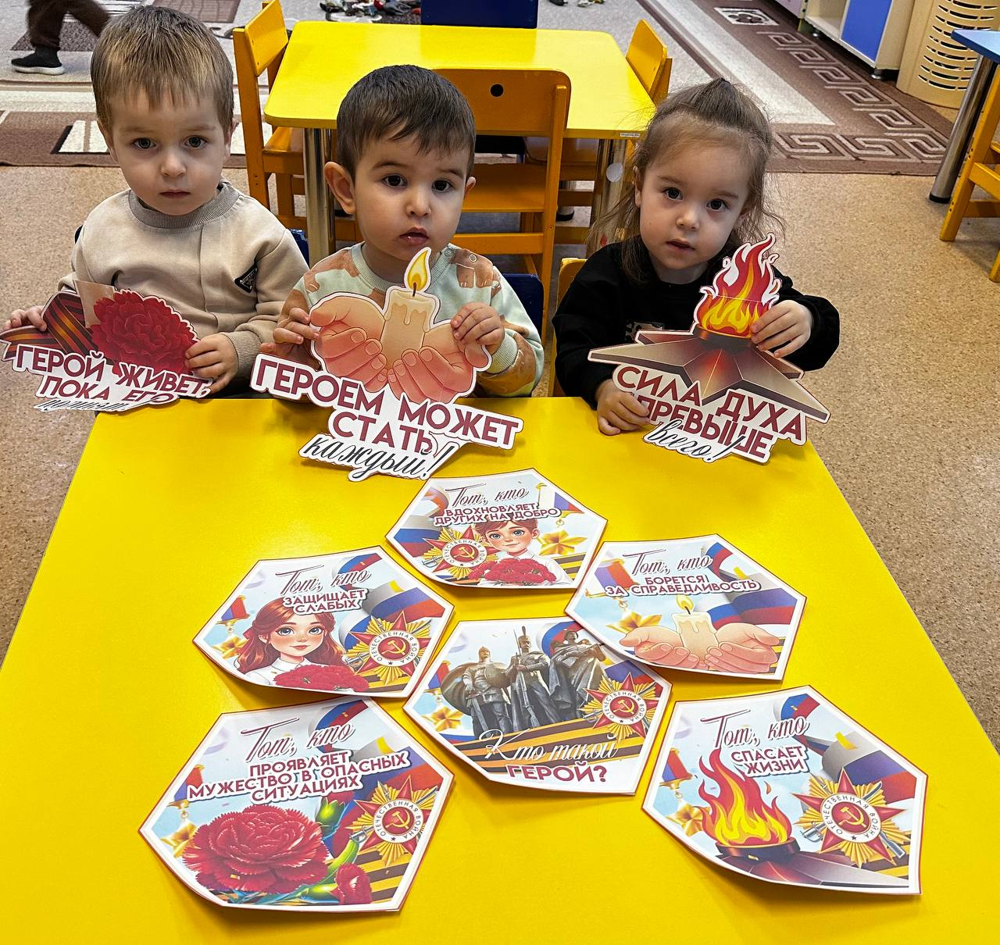 ГЕРОЙ ЖИВЕТ,
ПОКА ЕГО
помнят
ГЕРОЕМ МОЖЕТ
СТАТЬ
каждый!
СИЛА ДУХА
ПРЕВЫШЕ
всего!
Тот, кто
ВДОХНОВЛЯЕТ
ДРУГИХ НА ДОБРО
ОТЕЧЕСТВЕННАЯ ВОЙНА
Тот, кто
ЗАЩИЩАЕТ
СЛАБЫХ
ОТЕЧЕСТВЕННАЯ ВОЙНА
Тот, кто
БОРЕТСЯ
ЗА СПРАВЕДЛИВОСТЬ
Кто такой
ГЕРОЙ?
ОТЕЧЕСТВЕННАЯ ВОЙНА
Тот, кто
ПРОЯВЛЯЕТ
МУЖЕСТВО В ОПАСНЫХ
СИТУАЦИЯХ
ОТЕЧЕСТВЕННАЯ ВОЙНА
Тот, кто
СПАСАЕТ
ЖИЗНИ
ОТЕЧЕСТВЕННАЯ ВОЙНА